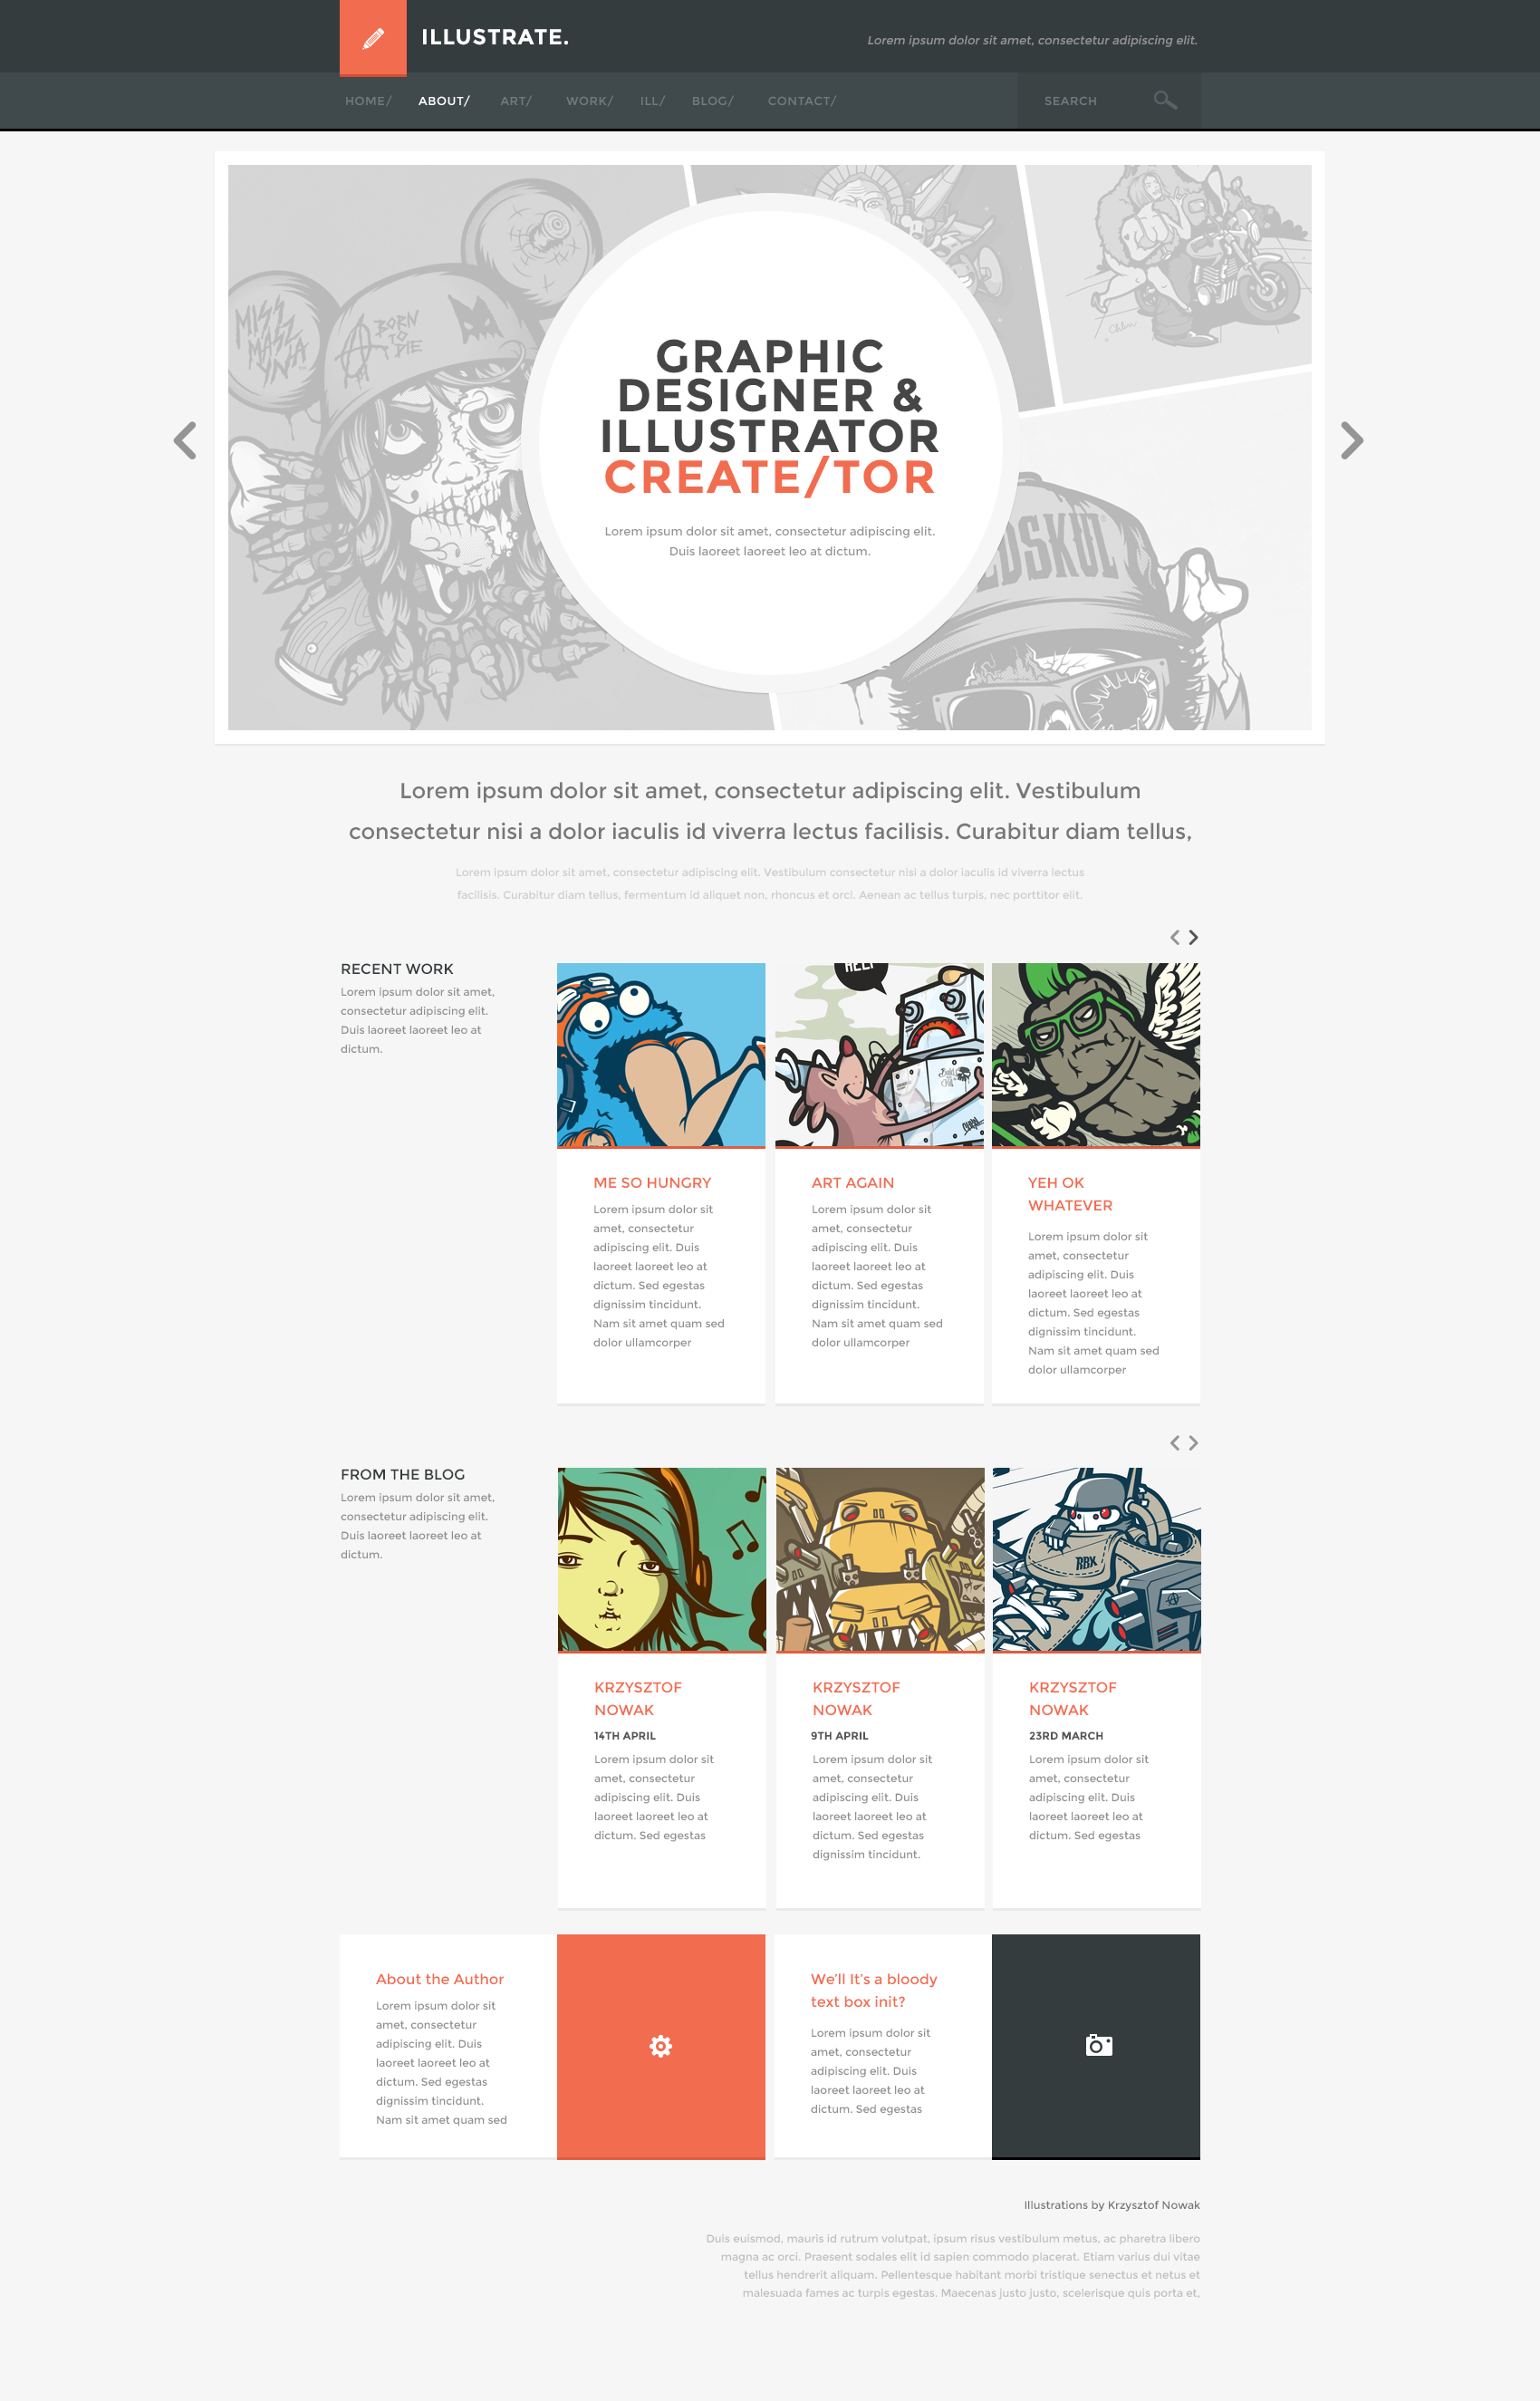 ILLUSTRATE.
Lorem ipsum dolor sit amet, consectetur adipiscing elit.
HOME/ ABOUT/ ART/ WORK/ ILL/ BLOG/ CONTACT/ SEARCH
BORN
TO
DIE
GRAPHIC
DESIGNER &
ILLUSTRATOR
CREATE/TOR
Lorem ipsum dolor sit amet, consectetur adipiscing elit.
Duis laoreet laoreet leo at dictum.
Lorem ipsum dolor sit amet, consectetur adipiscing elit. Vestibulum
consectetur nisi a dolor iaculis id viverra lectus facilisis. Curabitur diam tellus,
Lorem ipsum dolor sit amet, consectetur adipiscing elit. Vestibulum consectetur nisi a dolor iaculis id viverra lectus
facilisis. Curabitur diam tellus, fermentum id aliquet non, rhoncus et orci. Aenean ac tellus turpis, nec porttitor elit.
RECENT WORK
Lorem ipsum dolor sit amet,
consectetur adipiscing elit.
Duis laoreet laoreet leo at
dictum.
HELP
ME SO HUNGRY
Lorem ipsum dolor sit
amet, consectetur
adipiscing elit. Duis
laoreet laoreet leo at
dictum. Sed egestas
dignissim tincidunt.
Nam sit amet quam sed
dolor ullamcorper
ART AGAIN
Lorem ipsum dolor sit
amet, consectetur
adipiscing elit. Duis
laoreet laoreet leo at
dictum. Sed egestas
dignissim tincidunt.
Nam sit amet quam sed
dolor ullamcorper
YEH OK
WHATEVER
Lorem ipsum dolor sit
amet, consectetur
adipiscing elit. Duis
laoreet laoreet leo at
dictum. Sed egestas
dignissim tincidunt.
Nam sit amet quam sed
dolor ullamcorper
FROM THE BLOG
Lorem ipsum dolor sit amet,
consectetur adipiscing elit.
Duis laoreet laoreet leo at
dictum.
RBX
KRZYSZTOF
NOWAK
14TH APRIL
Lorem ipsum dolor sit
amet, consectetur
adipiscing elit. Duis
laoreet laoreet leo at
dictum. Sed egestas
KRZYSZTOF
NOWAK
9TH APRIL
Lorem ipsum dolor sit
amet, consectetur
adipiscing elit. Duis
laoreet laoreet leo at
dictum. Sed egestas
dignissim tincidunt.
KRZYSZTOF
NOWAK
23RD MARCH
Lorem ipsum dolor sit
amet, consectetur
adipiscing elit. Duis
laoreet laoreet leo at
dictum. Sed egestas
About the Author
Lorem ipsum dolor sit
amet, consectetur
adipiscing elit. Duis
laoreet laoreet leo at
dictum. Sed egestas
dignissim tincidunt.
Nam sit amet quam sed
We'll It's a bloody
text box init?
Lorem ipsum dolor sit
amet, consectetur
adipiscing elit. Duis
laoreet laoreet leo at
dictum. Sed egestas
Illustrations by Krzysztof Nowak
Duis euismod, mauris id rutrum volutpat, ipsum risus vestibulum metus, ac pharetra libero
magna ac orci. Praesent sodales elit id sapien commodo placerat. Etiam varius dui vitae
tellus hendrerit aliquam. Pellentesque habitant morbi tristique senectus et netus et
malesuada fames ac turpis egestas. Maecenas justo justo, scelerisque quis porta et,